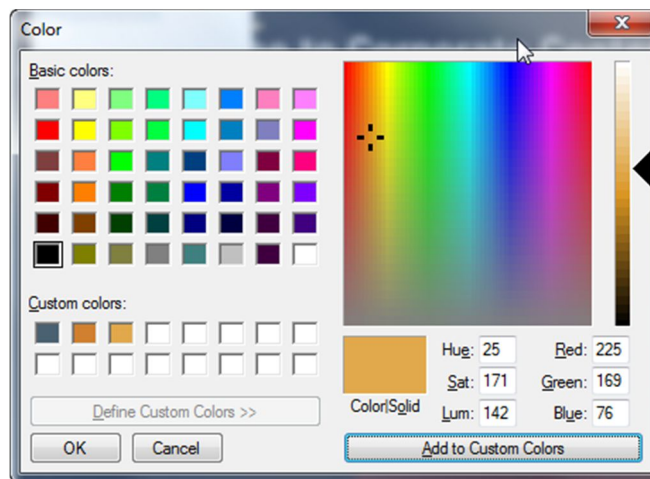 Color
Basic colors:
Custom colors:
Define Custom Colors >>
OK
Cancel
Color|Solid
Hue: 25
Red: 225
Sat: 171
Green: 169
Lum: 142
Blue: 76
Add to Custom Colors